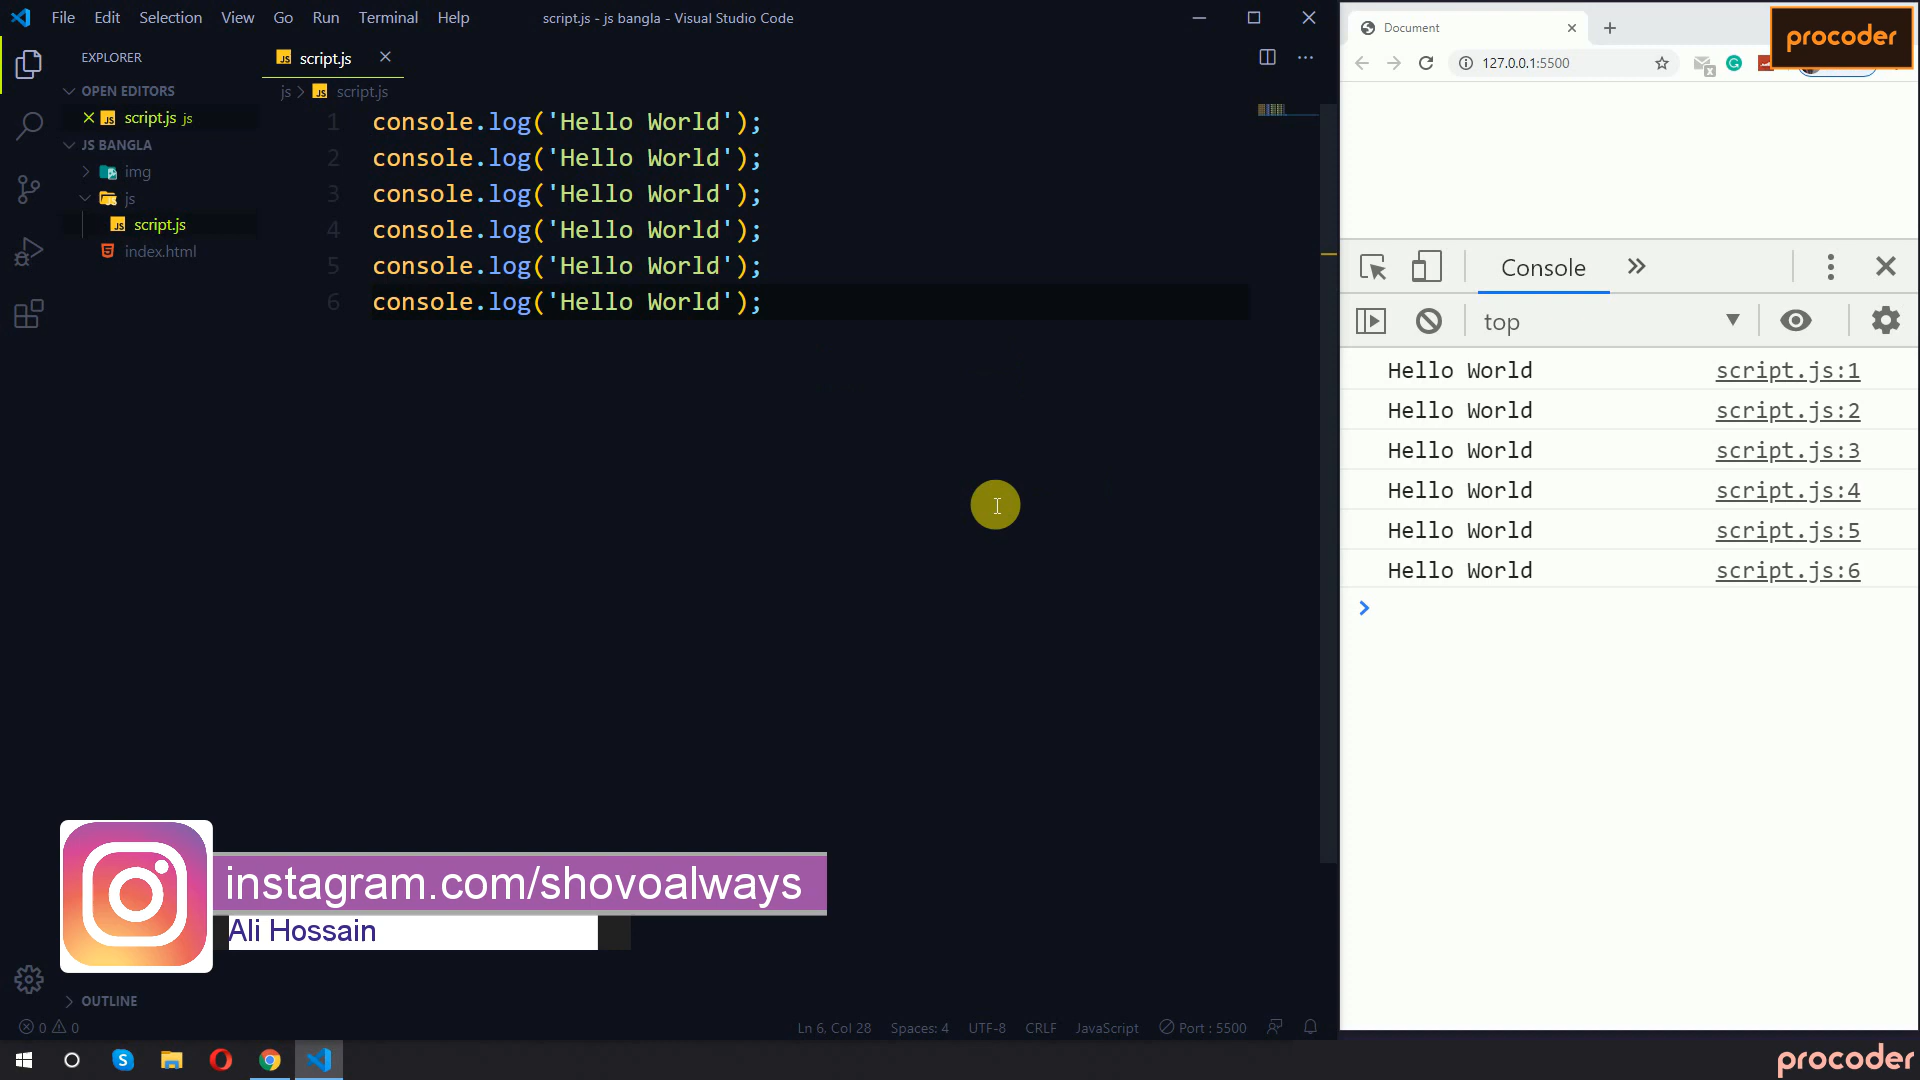 File Edit Selection View Go Run Terminal Help
script.js - js bangla - Visual Studio Code
EXPLORER
OPEN EDITORS
script.js js
JS BANGLA
img
js
script.js
index.html
script.js
js > script.js
1 console.log('Hello World');
2 console.log('Hello World');
3 console.log('Hello World');
4 console.log('Hello World');
5 console.log('Hello World');
6 console.log('Hello World');
instagram.com/shovoalways
Ali Hossain
OUTLINE
0 0
Ln 6, Col 28 Spaces: 4 UTF-8 CRLF JavaScript Port : 5500
Document
procoder
127.0.0.1:5500
Console
top
Hello World script.js:1
Hello World script.js:2
Hello World script.js:3
Hello World script.js:4
Hello World script.js:5
Hello World script.js:6
procoder